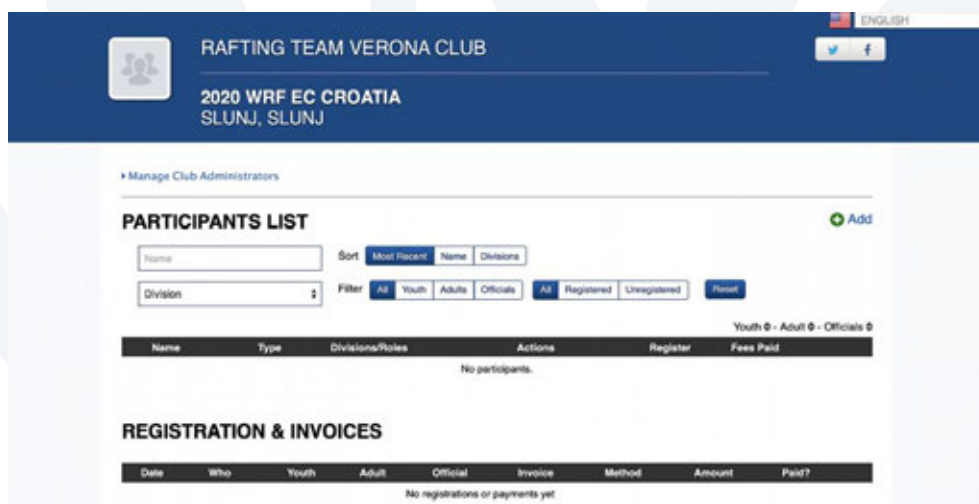 ENGLISH
RAFTING TEAM VERONA CLUB
2020 WRF EC CROATIA
SLUNJ, SLUNJ
Manage Club Administrators
PARTICIPANTS LIST
Add
Name
Sort Most Recent Name Divisions
Division
Filter All Youth Adults Officials All Registered Unregistered Reset
Youth 0 - Adult 0 - Officials 0
Name Type Divisions/Roles Actions Register Fees Paid
No participants.
REGISTRATION & INVOICES
Date Who Youth Adult Official Invoice Method Amount Paid?
No registrations or payments yet